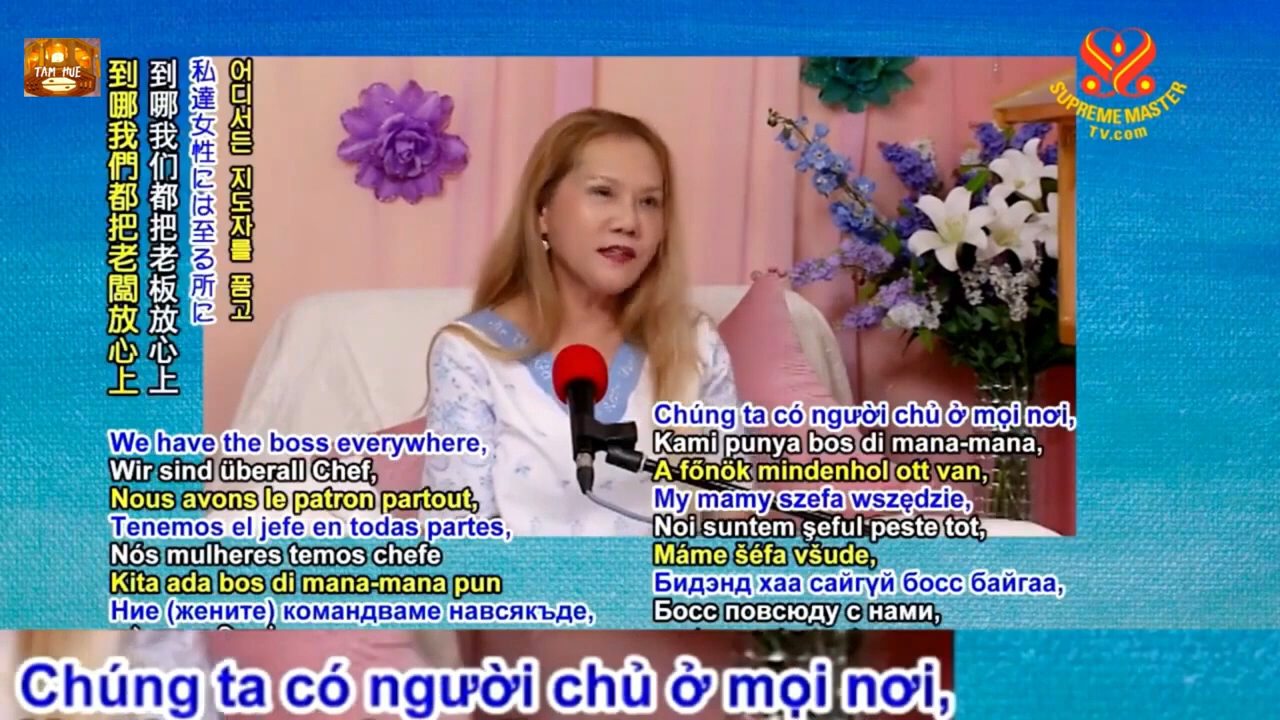 TAM HUE
SUPREME MASTER
TV.com
어디서든 지도자를 품고
私達女性には至る所に
到哪我们都把老板放心上
到哪我們都把老闆放心上
We have the boss everywhere,
Wir sind überall Chef,
Nous avons le patron partout,
Tenemos el jefe en todas partes,
Nós mulheres temos chefe
Kita ada bos di mana-mana pun
Ние (жените) командваме навсякъде,
Chúng ta có người chủ ở mọi nơi,
Kami punya bos di mana-mana,
A főnök mindenhol ott van,
My mamy szefa wszędzie,
Noi suntem şeful peste tot,
Máme šéfa všude,
Бидэнд хаа сайгүй босс байгаа,
Босс повсюду с нами,
Chúng ta có người chủ ở mọi nơi,